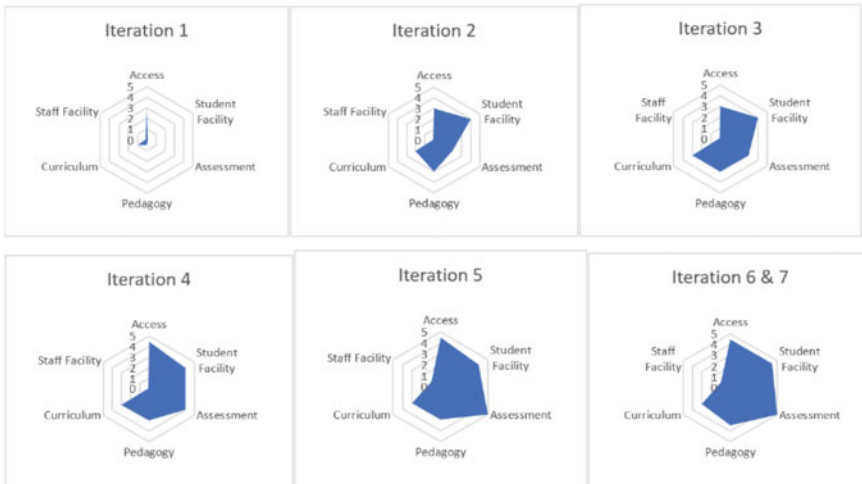 Iteration 1
Access
5
4
3
2
1
0
Staff Facility
Student
Facility
Curriculum
Assessment
Pedagogy
Iteration 2
Access
5
4
3
2
1
0
Staff Facility
Student
Facility
Curriculum
Assessment
Pedagogy
Iteration 3
Access
5
4
3
2
1
0
Staff
Facility
Student
Facility
Curriculum
Assessment
Pedagogy
Iteration 4
Access
5
4
3
2
1
0
Staff Facility
Student
Facility
Curriculum
Assessment
Pedagogy
Iteration 5
Access
5
4
3
2
1
0
Staff Facility
Student
Facility
Curriculum
Assessment
Pedagogy
Iteration 6 & 7
Access
5
4
3
2
1
0
Staff
Facility
Student
Facility
Curriculum
Assessment
Pedagogy